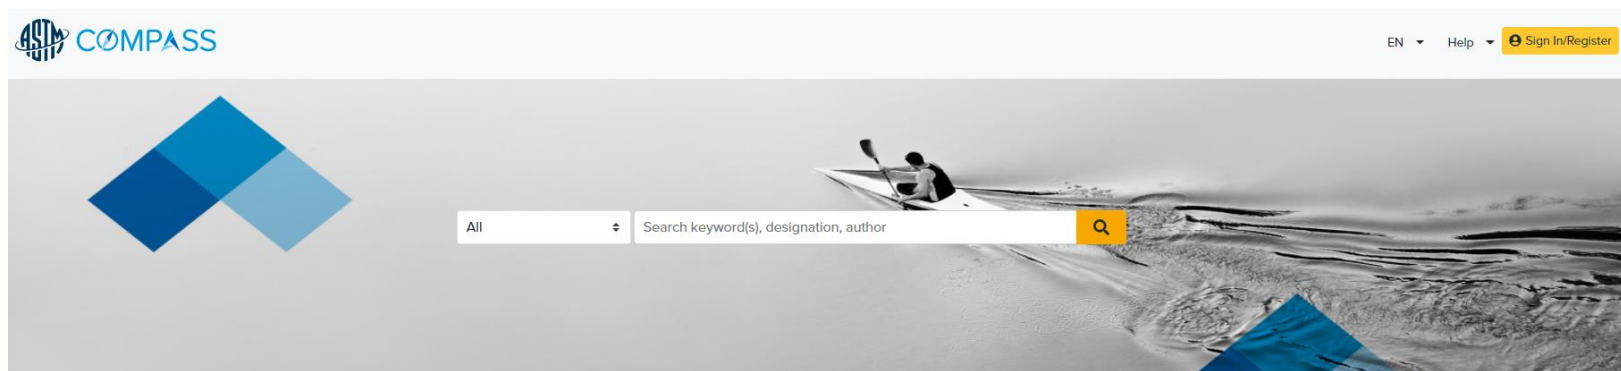 ASTM COMPASS
EN Help Sign In/Register
All Search keyword(s), designation, author